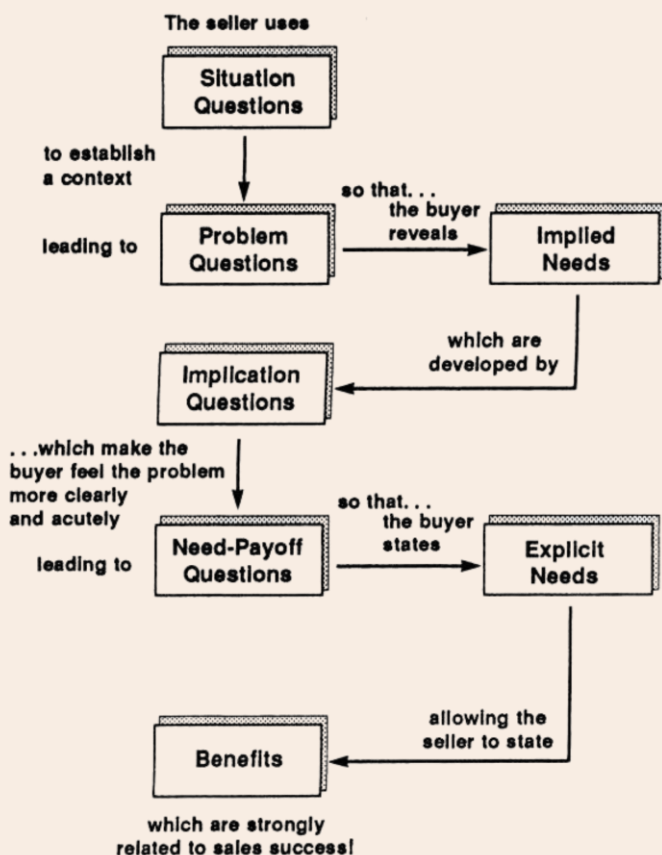 The seller uses
Situation
Questions
to establish
a context
leading to
Problem
Questions
so that...
the buyer
reveals
Implied
Needs
which are
developed by
Implication
Questions
...which make the
buyer feel the problem
more clearly
and acutely
leading to
Need-Payoff
Questions
so that...
the buyer
states
Explicit
Needs
allowing the
seller to state
Benefits
which are strongly
related to sales success!